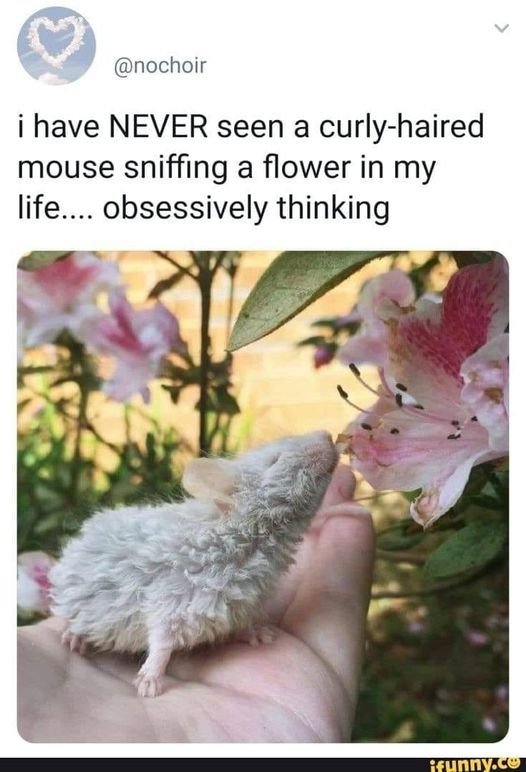 @nochoir
i have NEVER seen a curly-haired
mouse sniffing a flower in my
life.... obsessively thinking
ifunny.co